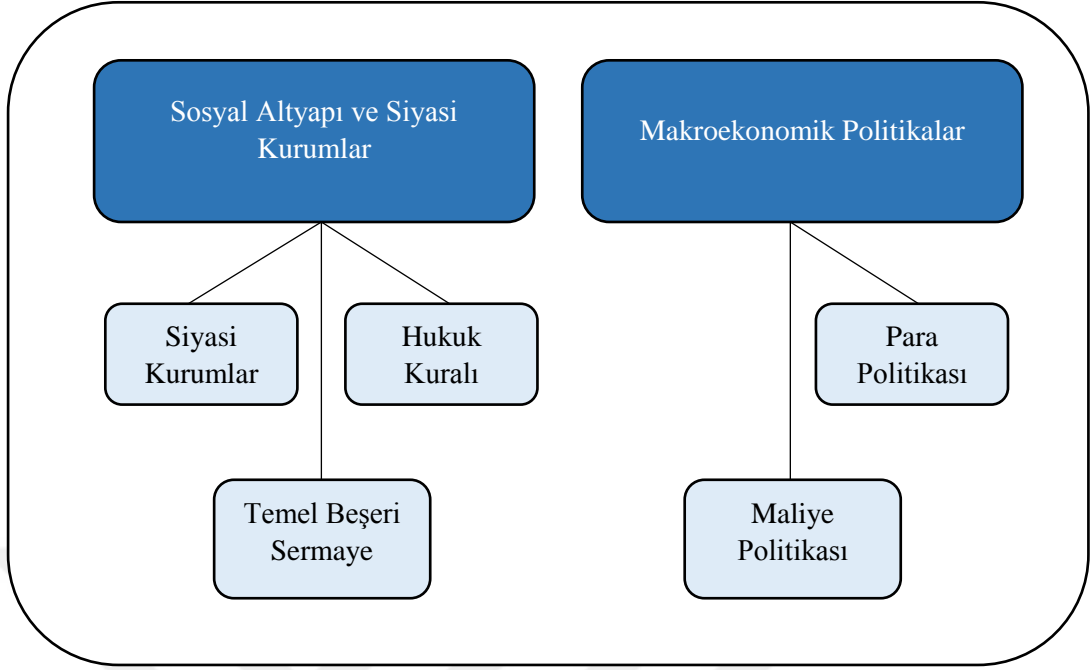 Sosyal Altyapı ve Siyasi
Kurumlar
Makroekonomik Politikalar
Siyasi
Kurumlar
Hukuk
Kuralı
Para
Politikası
Temel Beşeri
Sermaye
Maliye
Politikası